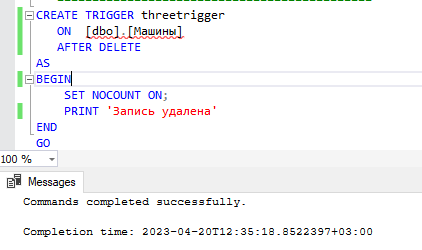 CREATE TRIGGER threetrigger
ON [dbo].[Машины]
AFTER DELETE
AS
BEGIN
SET NOCOUNT ON;
PRINT 'Запись удалена'
END
GO
100 %
Messages
Commands completed successfully.
Completion time: 2023-04-20T12:35:18.8522397+03:00